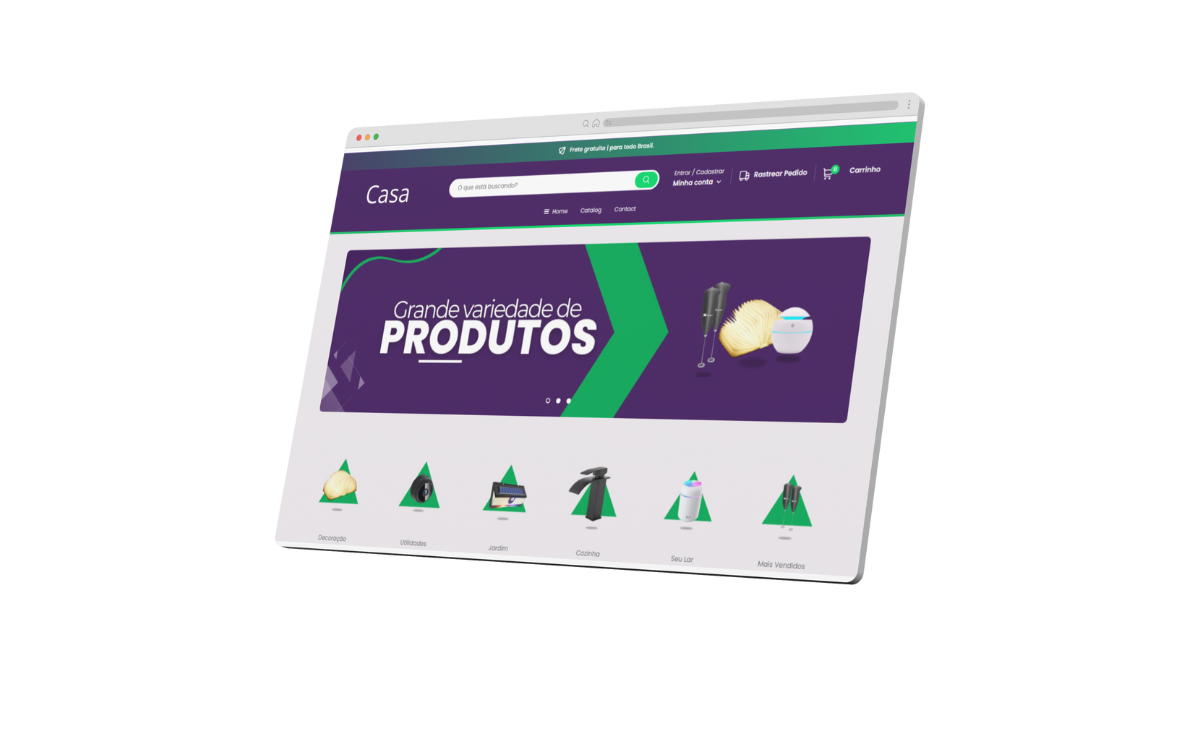 Frete gratuito | para todo Brasil.
Casa
O que está buscando?
Entrar / Cadastrar
Minha conta
Rastrear Pedido
0
Carrinho
Home
Catalog
Contact
Grande variedade de
PRODUTOS
Decoração
Utilidades
Jardim
Cozinha
Seu Lar
Mais Vendidos